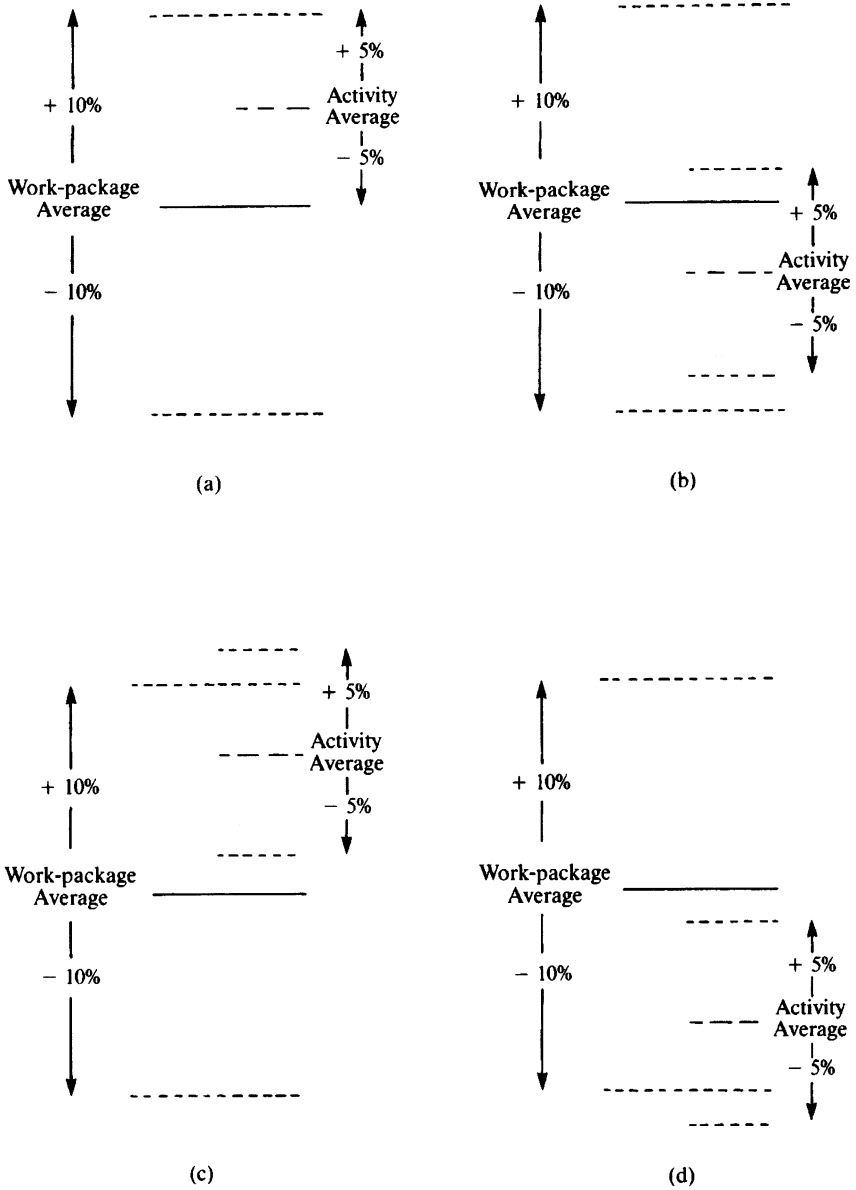 + 5%
+ 10%
Activity
Average
− 5%
Work-package
Average
− 10%
(a)
+ 10%
Work-package
Average
+ 5%
Activity
Average
− 10%
− 5%
(b)
+ 5%
Activity
Average
+ 10%
− 5%
Work-package
Average
− 10%
(c)
+ 10%
Work-package
Average
+ 5%
− 10%
Activity
Average
− 5%
(d)